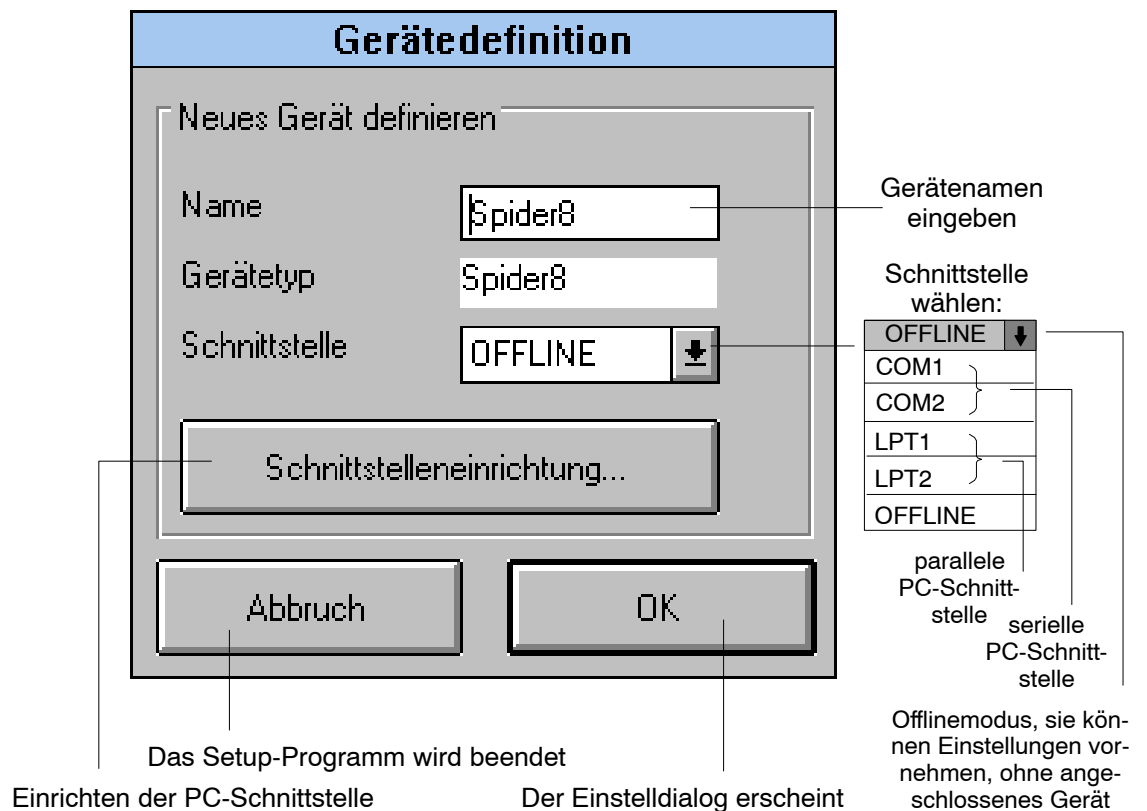 Gerätedefinition
Neues Gerät definieren
Name
Spider8
Gerätetyp
Spider8
Schnittstelle
OFFLINE
Schnittstelleneinrichtung...
Abbruch
OK
Gerätenamen
eingeben
Schnittstelle
wählen:
OFFLINE
COM1
COM2
LPT1
LPT2
OFFLINE
parallele
PC-Schnitt-
stelle
serielle
PC-Schnitt-
stelle
Offlinemodus, sie kön-
nen Einstellungen vor-
nehmen, ohne ange-
schlossenes Gerät
Das Setup-Programm wird beendet
Einrichten der PC-Schnittstelle
Der Einstelldialog erscheint